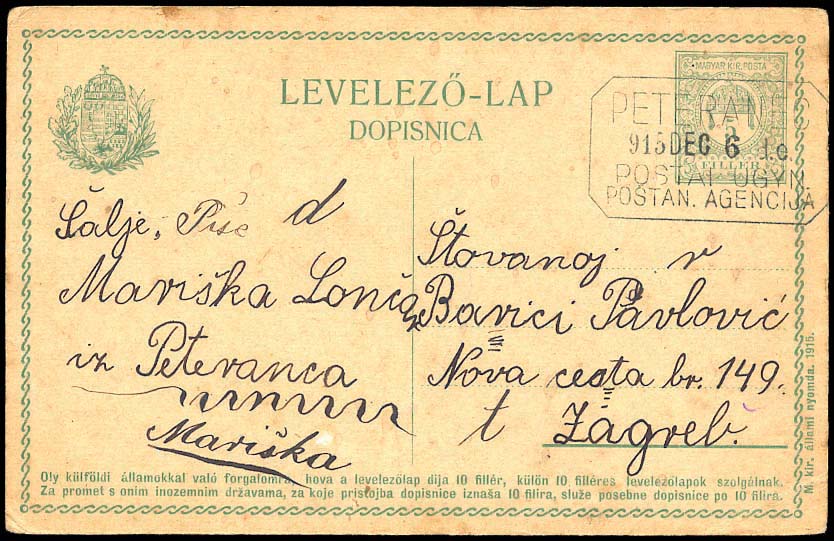 LEVELEZŐ-LAP
DOPISNICA
MAGYAR KIR. POSTA
FILLÉR
PETERANC
915 DEC 6 d.e.
POSTAI ÜGYN.
POŠTAN. AGENCIJA
Šalje, Piše d
Mariška Lončar
iz Peteranca
Mariška
Štovanoj r
Barici Pavlović
Nova cesta br. 149.
t Zagreb.
Oly külföldi államokkal való forgalomra, hova a levelezőlap díja 10 fillér, külön 10 filléres levelezőlapok szolgálnak.
Za promet s onim inozemnim državama, za koje pristojba dopisnice iznaša 10 filira, služe posebne dopisnice po 10 filira.
M. kir. állami nyomda. 1915.